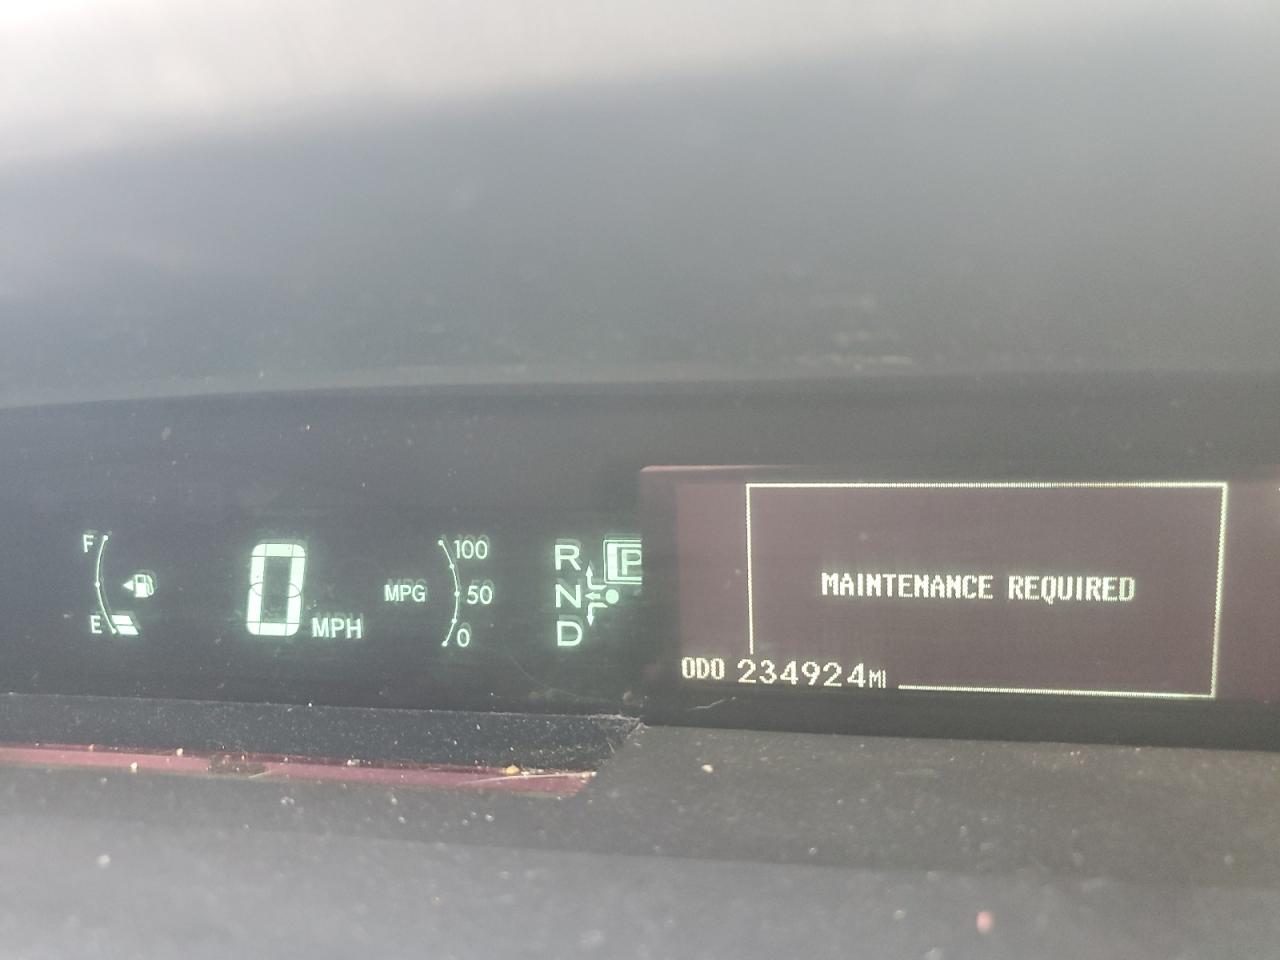 F
E
0 MPH
MPG
100
50
0
R
N
D
P
MAINTENANCE REQUIRED
ODO 234924MI